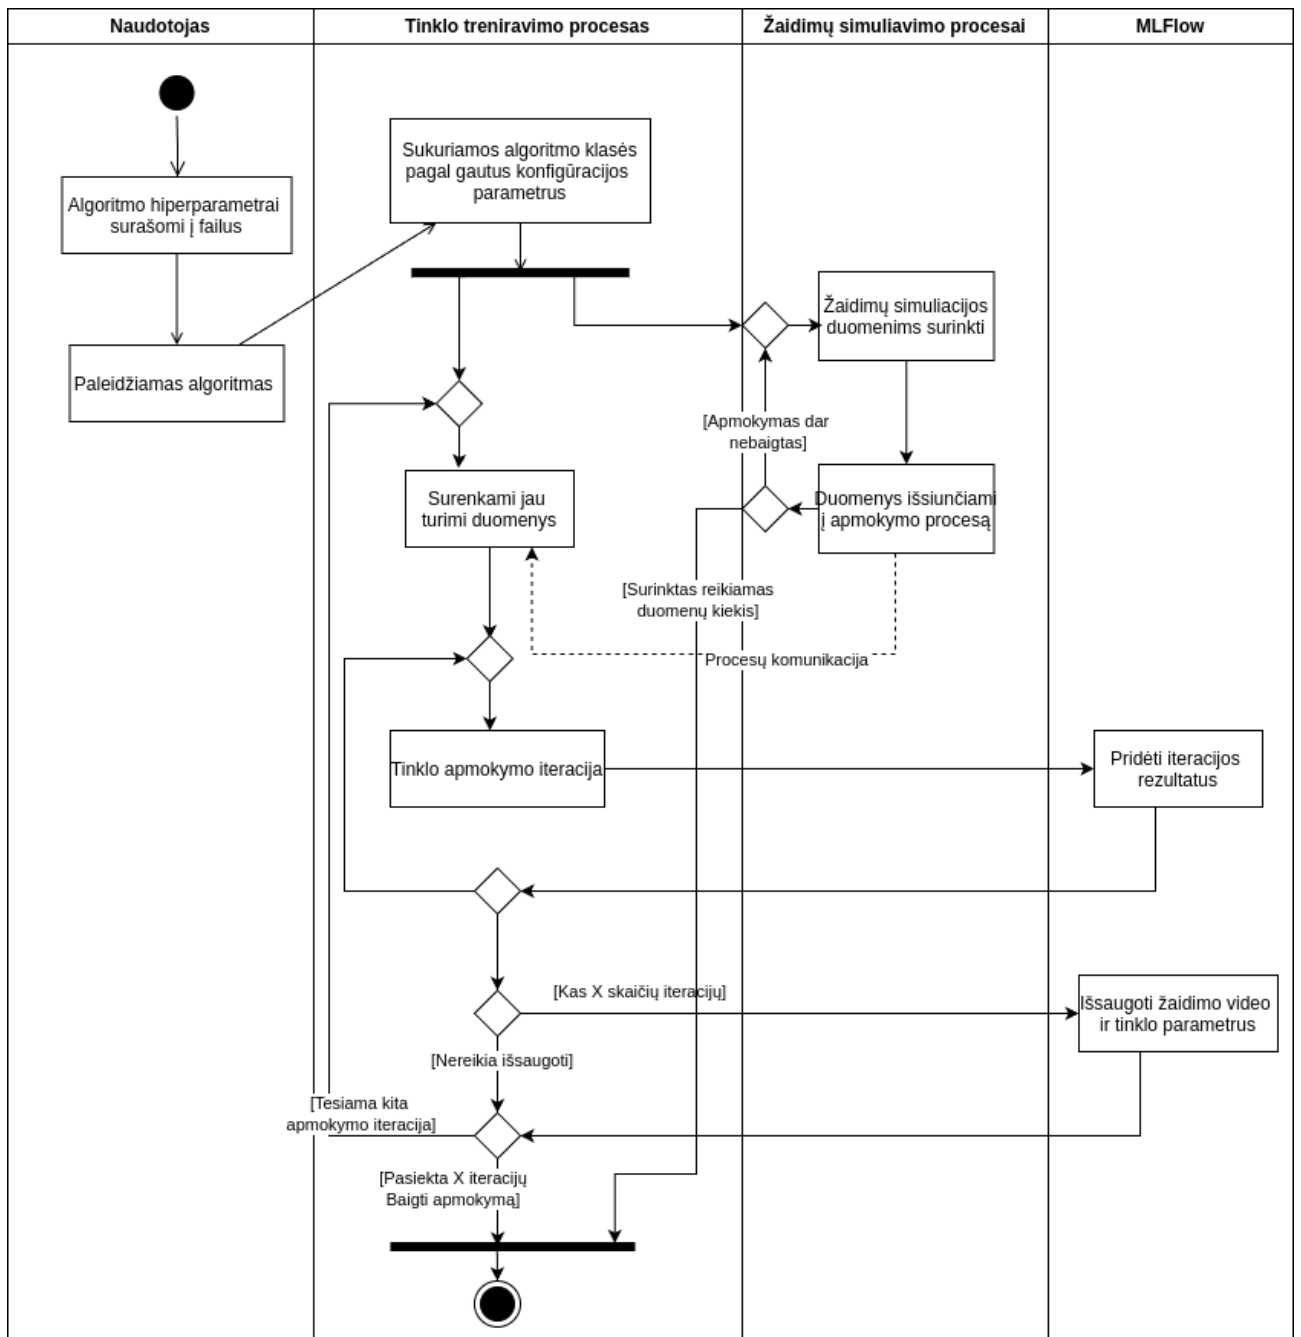 Naudotojas
Tinklo treniravimo procesas
Žaidimų simuliavimo procesai
MLFlow
Sukuriamos algoritmo klasės
pagal gautus konfigūracijos
parametrus
Algoritmo hiperparametrai
surašomi į failus
Paleidžiamas algoritmas
Žaidimų simuliacijos
duomenims surinkti
[Apmokymas dar
nebaigtas]
Surenkami jau
turimi duomenys
Duomenys išsiunčiami
į apmokymo procesą
[Surinktas reikiamas
duomenų kiekis]
Procesų komunikacija
Tinklo apmokymo iteracija
Pridėti iteracijos
rezultatus
[Kas X skaičių iteracijų]
Išsaugoti žaidimo video
ir tinklo parametrus
[Nereikia išsaugoti]
[Tesiama kita
apmokymo iteracija]
[Pasiekta X iteracijų
Baigti apmokymą]